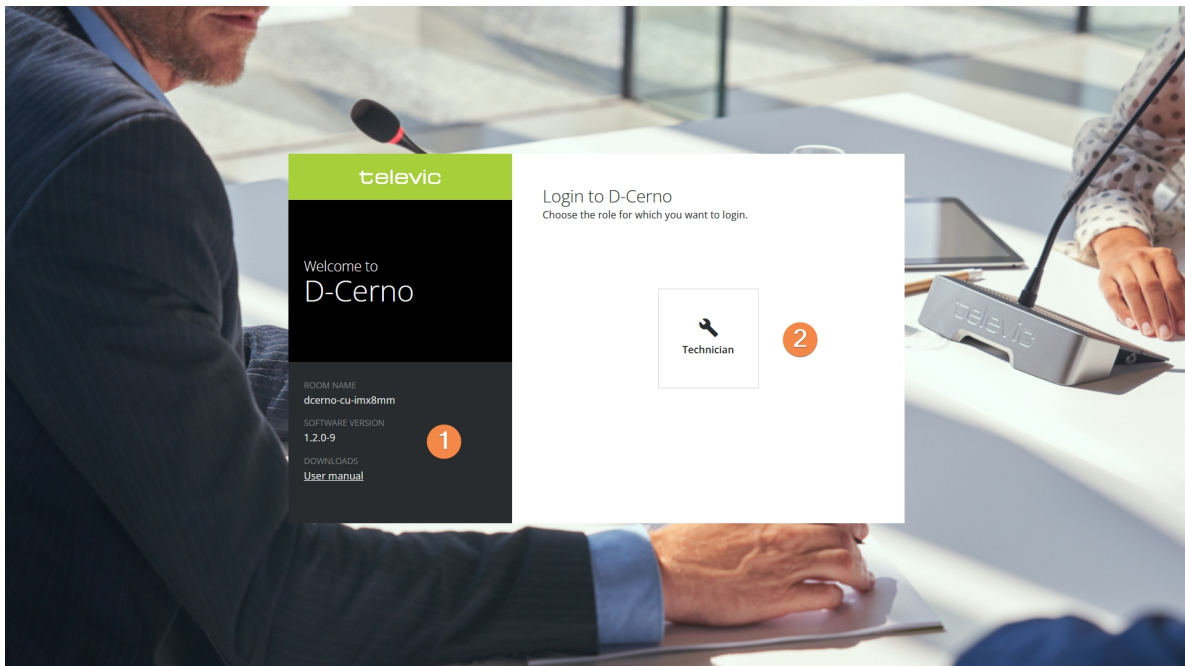 televic
Welcome to
D-Cerno
ROOM NAME
dcerno-cu-imx8mm
SOFTWARE VERSION
1.2.0-9
DOWNLOADS
User manual
1
Login to D-Cerno
Choose the role for which you want to login.
Technician
2
televic